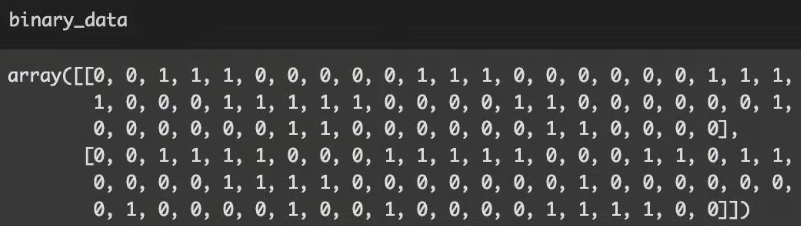 binary_data
array([[0, 0, 1, 1, 1, 0, 0, 0, 0, 0, 1, 1, 1, 0, 0, 0, 0, 0, 0, 1, 1, 1,
1, 0, 0, 0, 1, 1, 1, 1, 1, 0, 0, 0, 0, 1, 1, 0, 0, 0, 0, 0, 0, 1,
0, 0, 0, 0, 0, 0, 1, 1, 0, 0, 0, 0, 0, 0, 1, 1, 0, 0, 0, 0],
[0, 0, 1, 1, 1, 1, 0, 0, 0, 1, 1, 1, 1, 1, 0, 0, 0, 1, 1, 0, 1, 1,
0, 0, 0, 0, 1, 1, 1, 1, 0, 0, 0, 0, 0, 0, 0, 1, 0, 0, 0, 0, 0, 0,
0, 1, 0, 0, 0, 0, 1, 0, 0, 1, 0, 0, 0, 0, 1, 1, 1, 1, 0, 0]])